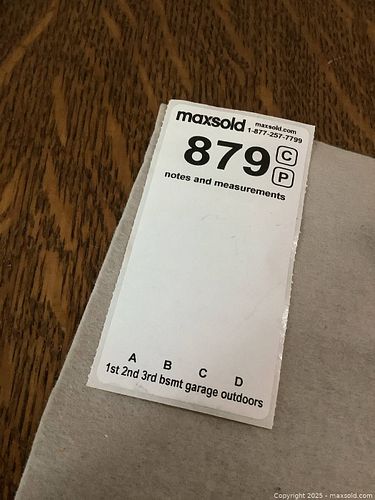 maxsold maxsold.com
1-877-257-7799
879 C
P
notes and measurements
A B C D
1st 2nd 3rd bsmt garage outdoors
Copyright 2025 - maxsold.com